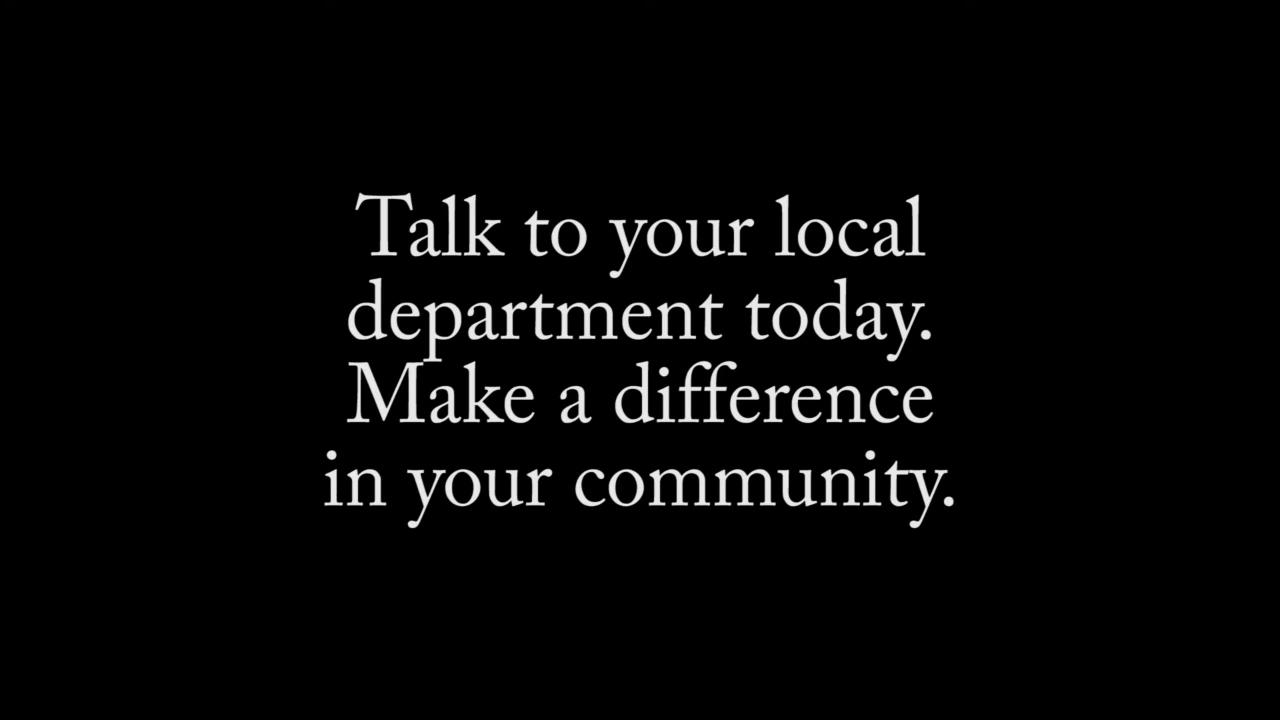 Talk to your local
department today.
Make a difference
in your community.